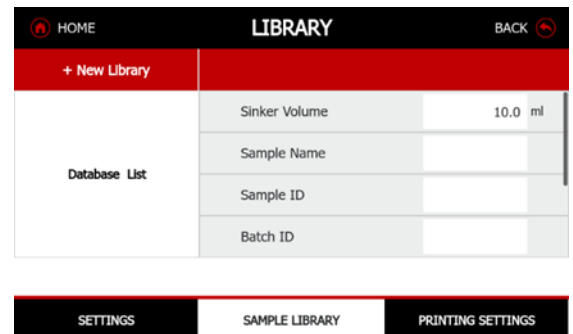 HOME LIBRARY BACK
+ New Library
Sinker Volume 10.0 ml
Sample Name
Database List
Sample ID
Batch ID
SETTINGS SAMPLE LIBRARY PRINTING SETTINGS